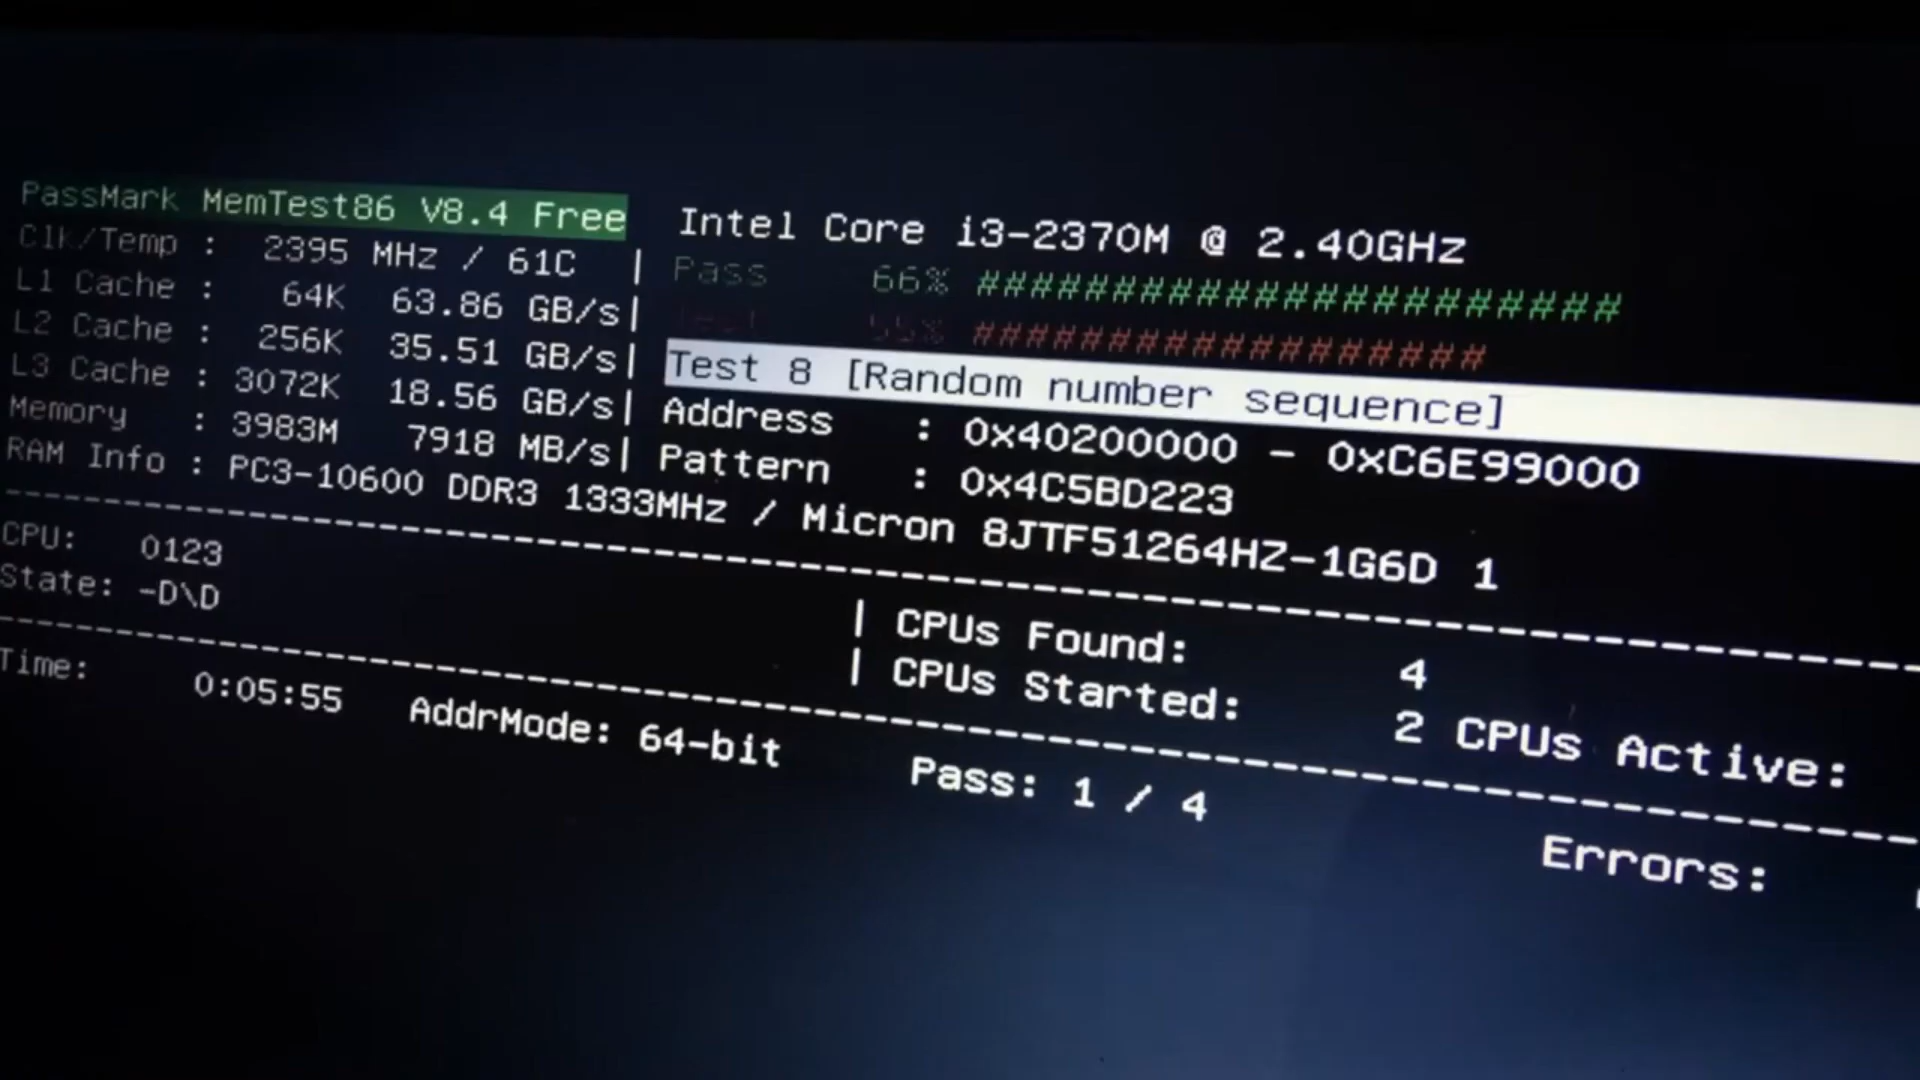 PassMark MemTest86 V8.4 Free Intel Core i3-2370M @ 2.40GHz
Clk/Temp : 2395 MHz / 61C | Pass 66% ########################
L1 Cache : 64K 63.86 GB/s| Test 55% ###################
L2 Cache : 256K 35.51 GB/s| Test 8 [Random number sequence]
L3 Cache : 3072K 18.56 GB/s| Address : 0x40200000 - 0xC6E99000
Memory : 3983M 7918 MB/s| Pattern : 0x4C5BD223
RAM Info : PC3-10600 DDR3 1333MHz / Micron 8JTF51264HZ-1G6D 1
CPU: 0123 | CPUs Found: 4
State: -D\D | CPUs Started: 2 CPUs Active:
Time: 0:05:55 AddrMode: 64-bit Pass: 1 / 4 Errors: